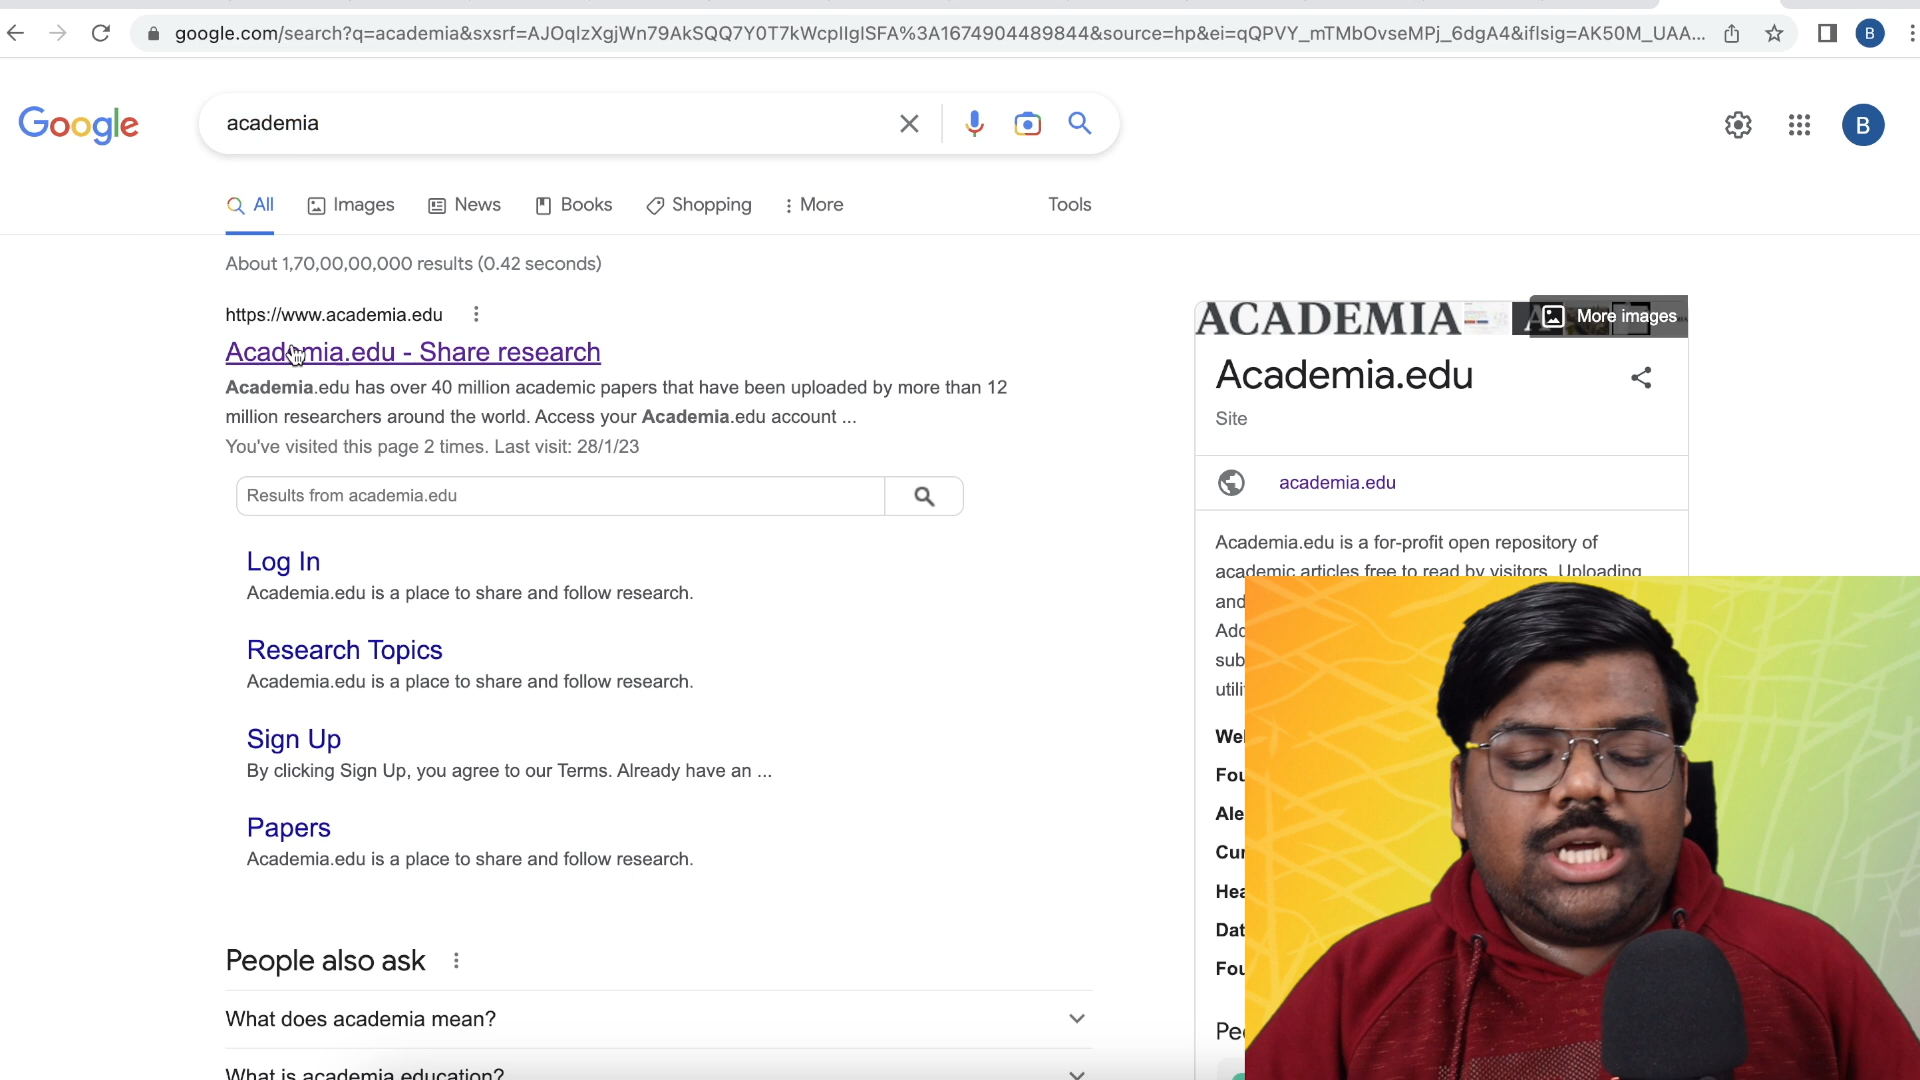 google.com/search?q=academia&sxsrf=AJOqlzXgjWn79AkSQQ7Y0T7kWcpIIgISFA%3A1674904489844&source=hp&ei=qQPVY_mTMbOvseMPj_6dgA4&iflsig=AK50M_UAA...
B
Google
academia
B
All
Images
News
Books
Shopping
More
Tools
About 1,70,00,00,000 results (0.42 seconds)
https://www.academia.edu
Academia.edu - Share research
Academia.edu has over 40 million academic papers that have been uploaded by more than 12
million researchers around the world. Access your Academia.edu account ...
You've visited this page 2 times. Last visit: 28/1/23
Results from academia.edu
Log In
Academia.edu is a place to share and follow research.
Research Topics
Academia.edu is a place to share and follow research.
Sign Up
By clicking Sign Up, you agree to our Terms. Already have an ...
Papers
Academia.edu is a place to share and follow research.
People also ask
What does academia mean?
What is academia education?
ACADEMIA
More images
Academia.edu
Site
academia.edu
Academia.edu is a for-profit open repository of
academic articles free to read by visitors. Uploading
and